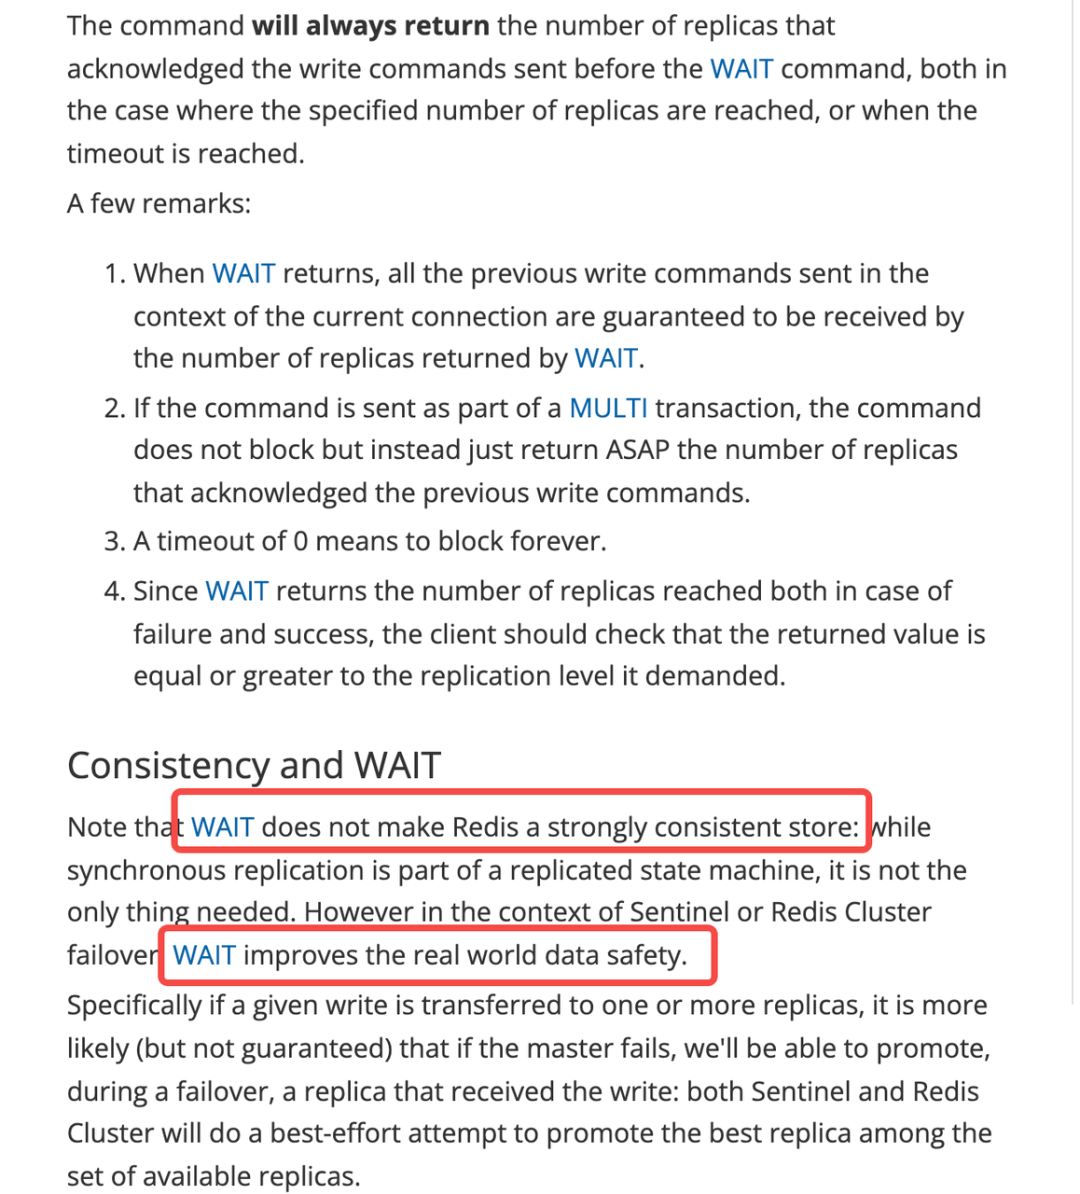 The command will always return the number of replicas that
acknowledged the write commands sent before the WAIT command, both in
the case where the specified number of replicas are reached, or when the
timeout is reached.
A few remarks:
1. When WAIT returns, all the previous write commands sent in the
context of the current connection are guaranteed to be received by
the number of replicas returned by WAIT.
2. If the command is sent as part of a MULTI transaction, the command
does not block but instead just return ASAP the number of replicas
that acknowledged the previous write commands.
3. A timeout of 0 means to block forever.
4. Since WAIT returns the number of replicas reached both in case of
failure and success, the client should check that the returned value is
equal or greater to the replication level it demanded.
Consistency and WAIT
Note that WAIT does not make Redis a strongly consistent store: while
synchronous replication is part of a replicated state machine, it is not the
only thing needed. However in the context of Sentinel or Redis Cluster
failover WAIT improves the real world data safety.
Specifically if a given write is transferred to one or more replicas, it is more
likely (but not guaranteed) that if the master fails, we'll be able to promote,
during a failover, a replica that received the write: both Sentinel and Redis
Cluster will do a best-effort attempt to promote the best replica among the
set of available replicas.